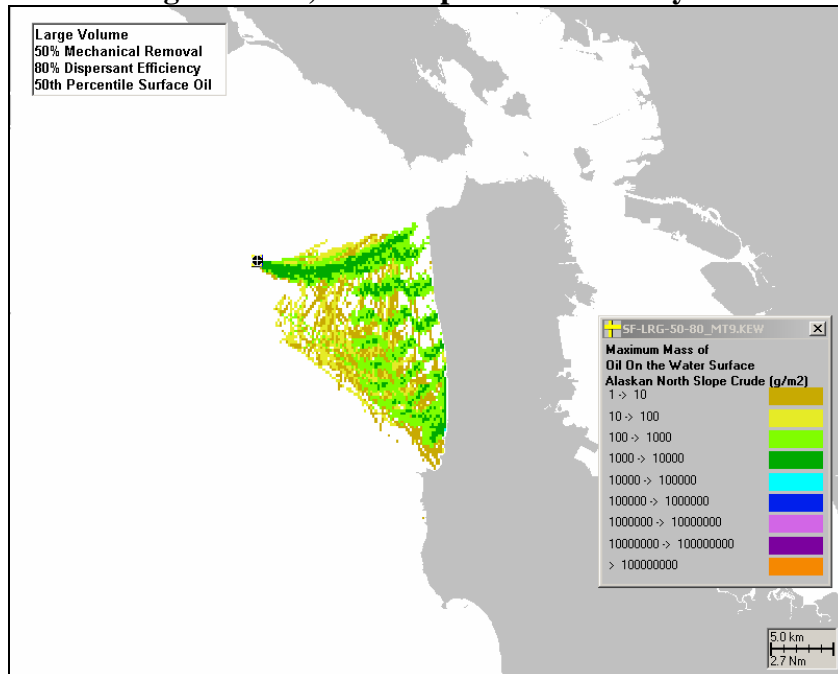 Large Volume
50% Mechanical Removal
80% Dispersant Efficiency
50th Percentile Surface Oil
SF-LRG-50-80_MT9.KEW
Maximum Mass of
Oil On the Water Surface
Alaskan North Slope Crude (g/m2)
1 -> 10
10 -> 100
100 -> 1000
1000 -> 10000
10000 -> 100000
100000 -> 1000000
1000000 -> 10000000
10000000 -> 100000000
> 100000000
5.0 km
2.7 Nm